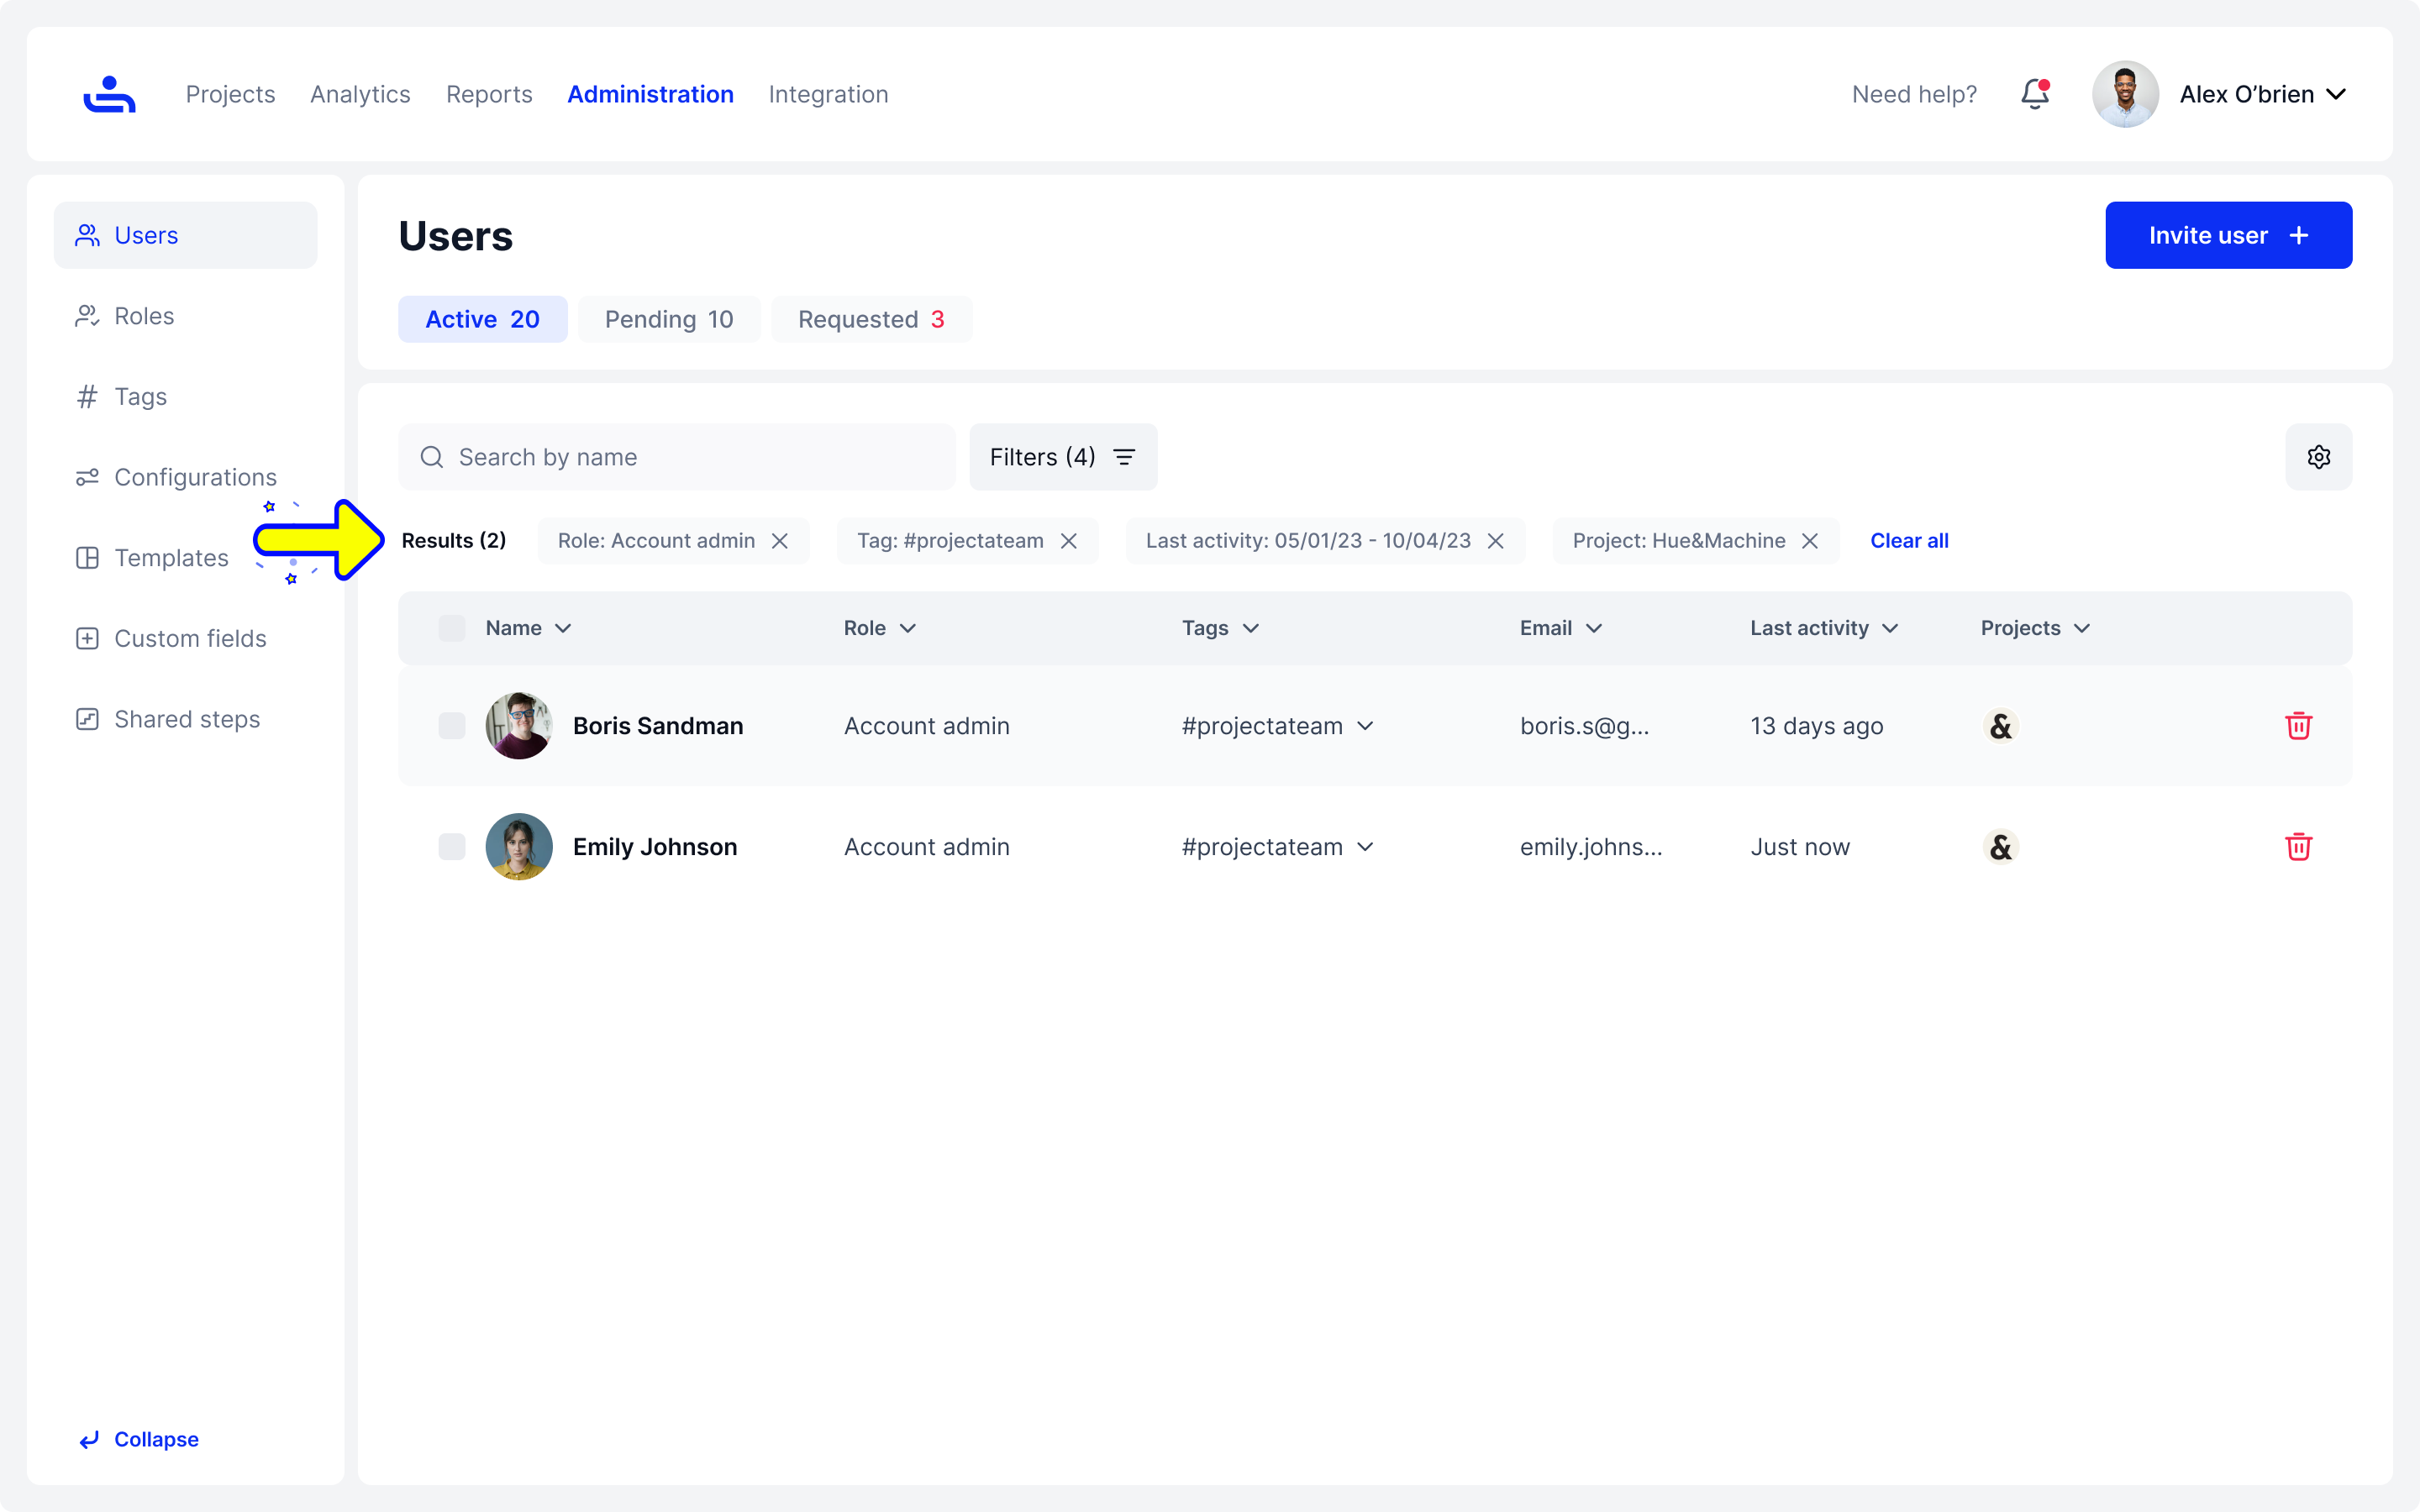 Projects Analytics Reports Administration Integration Need help? Alex O’brien
Users
Roles
Tags
Configurations
Templates
Custom fields
Shared steps
Collapse
Users
Invite user +
Active 20 Pending 10 Requested 3
Search by name Filters (4)
Results (2) Role: Account admin Tag: #projectateam Last activity: 05/01/23 - 10/04/23 Project: Hue&Machine Clear all
Name Role Tags Email Last activity Projects
Boris Sandman Account admin #projectateam boris.s@g... 13 days ago &
Emily Johnson Account admin #projectateam emily.johns... Just now &